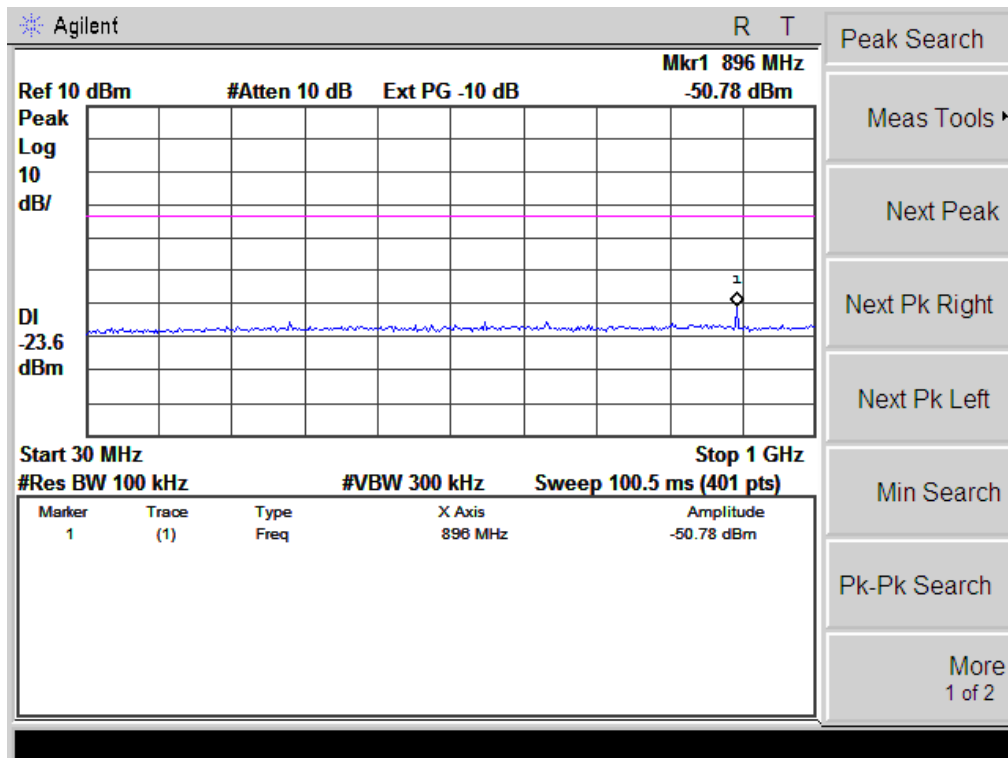 Agilent R T
Mkr1 896 MHz
Ref 10 dBm #Atten 10 dB Ext PG -10 dB -50.78 dBm
Peak
Log
10
dB/
1
DI
-23.6
dBm
Start 30 MHz Stop 1 GHz
#Res BW 100 kHz #VBW 300 kHz Sweep 100.5 ms (401 pts)
Marker Trace Type X Axis Amplitude
1 (1) Freq 896 MHz -50.78 dBm
Peak Search
Meas Tools
Next Peak
Next Pk Right
Next Pk Left
Min Search
Pk-Pk Search
More
1 of 2